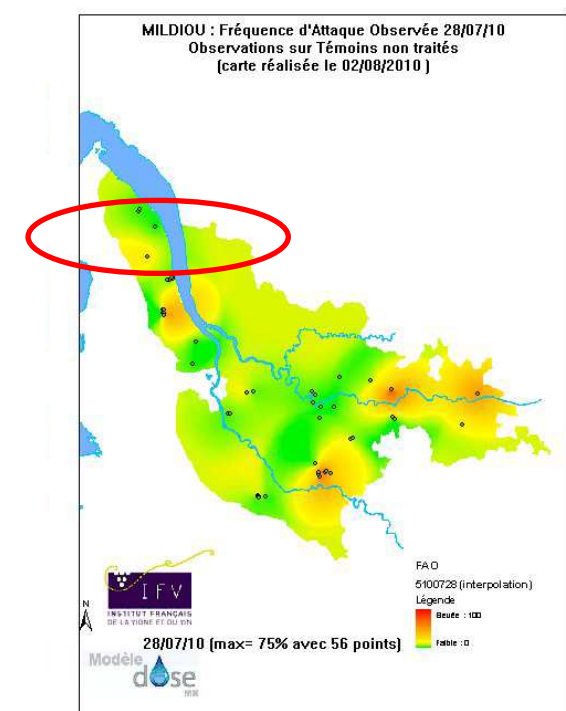 MILDIOU : Fréquence d'Attaque Observée 28/07/10
Observations sur Témoins non traités
(carte réalisée le 02/08/2010 )
FAO
5100728 (interpolation)
Légende
Elevée : 100
Faible : 0
N
IFV
INSTITUT FRANÇAIS
DE LA VIGNE ET DU VIN
28/07/10 (max= 75% avec 56 points)
Modèle
dose